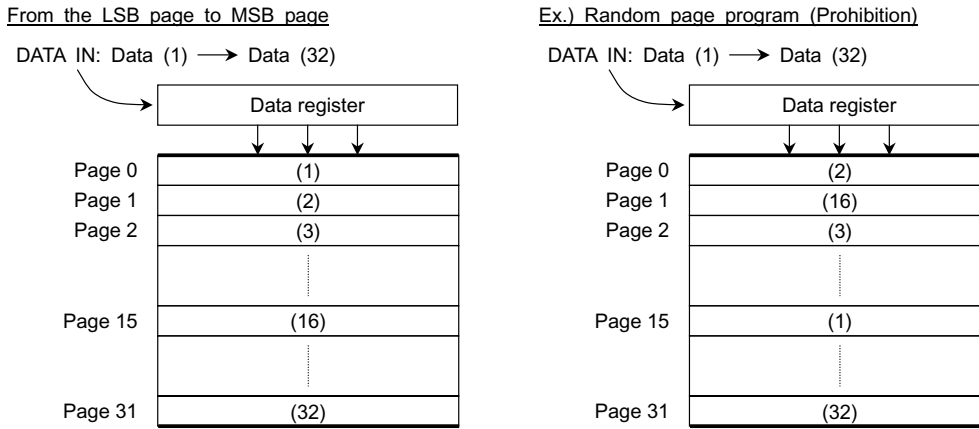 From the LSB page to MSB page
DATA IN: Data (1) → Data (32)
Data register
Page 0 (1)
Page 1 (2)
Page 2 (3)
Page 15 (16)
Page 31 (32)
Ex.) Random page program (Prohibition)
DATA IN: Data (1) → Data (32)
Data register
Page 0 (2)
Page 1 (16)
Page 2 (3)
Page 15 (1)
Page 31 (32)